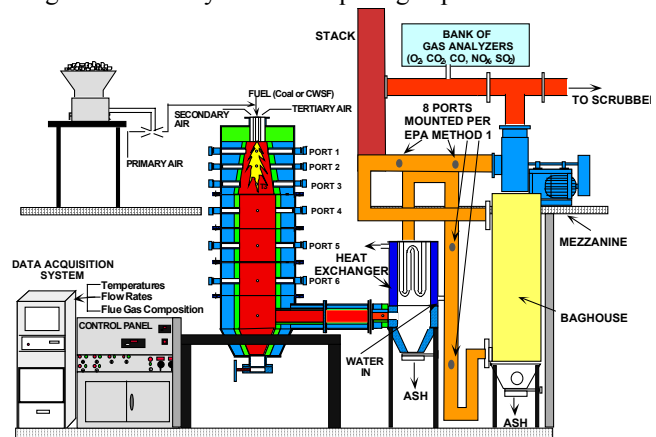 STACK
BANK OF
GAS ANALYZERS
(O2, CO2, CO, NOX, SO2)
FUEL (Coal or CWSF)
SECONDARY
AIR
TERTIARY AIR
PRIMARY AIR
8 PORTS
MOUNTED PER
EPA METHOD 1
TO SCRUBBER
PORT 1
PORT 2
PORT 3
PORT 4
PORT 5
PORT 6
MEZZANINE
HEAT
EXCHANGER
DATA ACQUISITION
SYSTEM
Temperatures
Flow Rates
Flue Gas Composition
CONTROL PANEL
BAGHOUSE
WATER
IN
ASH
ASH